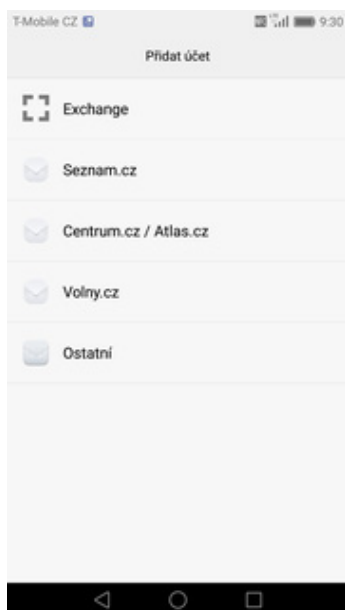 T-Mobile CZ 9:30
Přidat účet
Exchange
Seznam.cz
Centrum.cz / Atlas.cz
Volny.cz
Ostatní